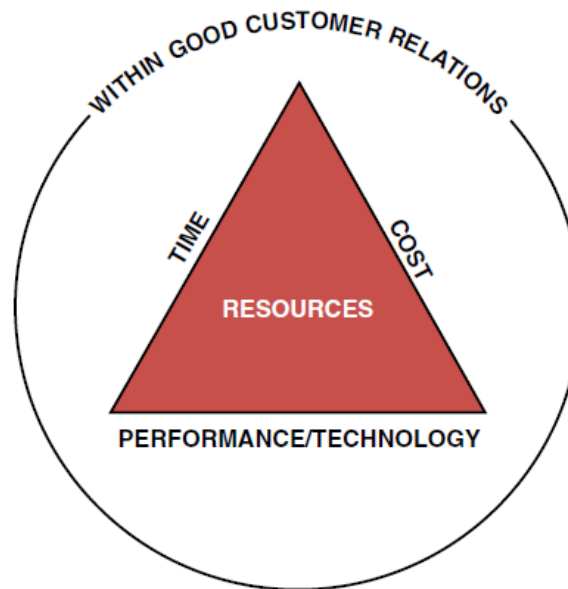 WITHIN GOOD CUSTOMER RELATIONS
TIME
COST
RESOURCES
PERFORMANCE/TECHNOLOGY